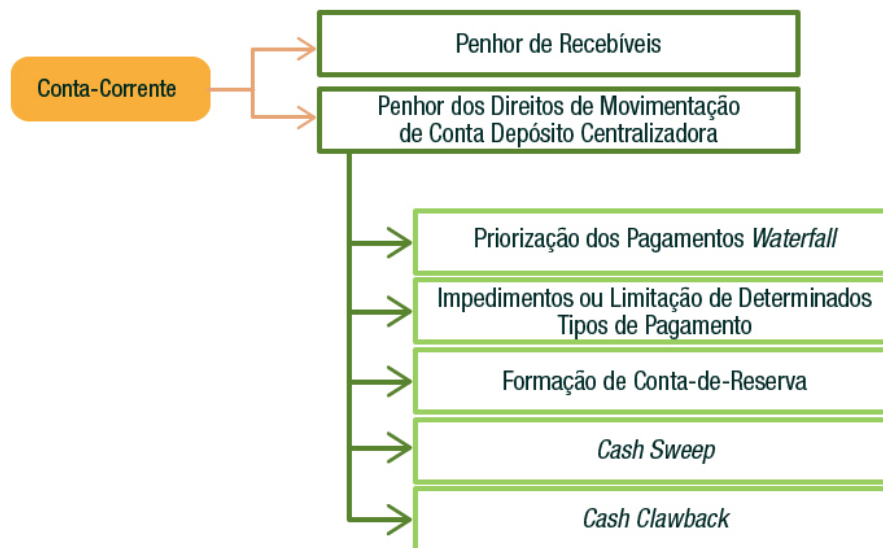 Conta-Corrente
Penhor de Recebíveis
Penhor dos Direitos de Movimentação
de Conta Depósito Centralizadora
Priorização dos Pagamentos Waterfall
Impedimentos ou Limitação de Determinados
Tipos de Pagamento
Formação de Conta-de-Reserva
Cash Sweep
Cash Clawback